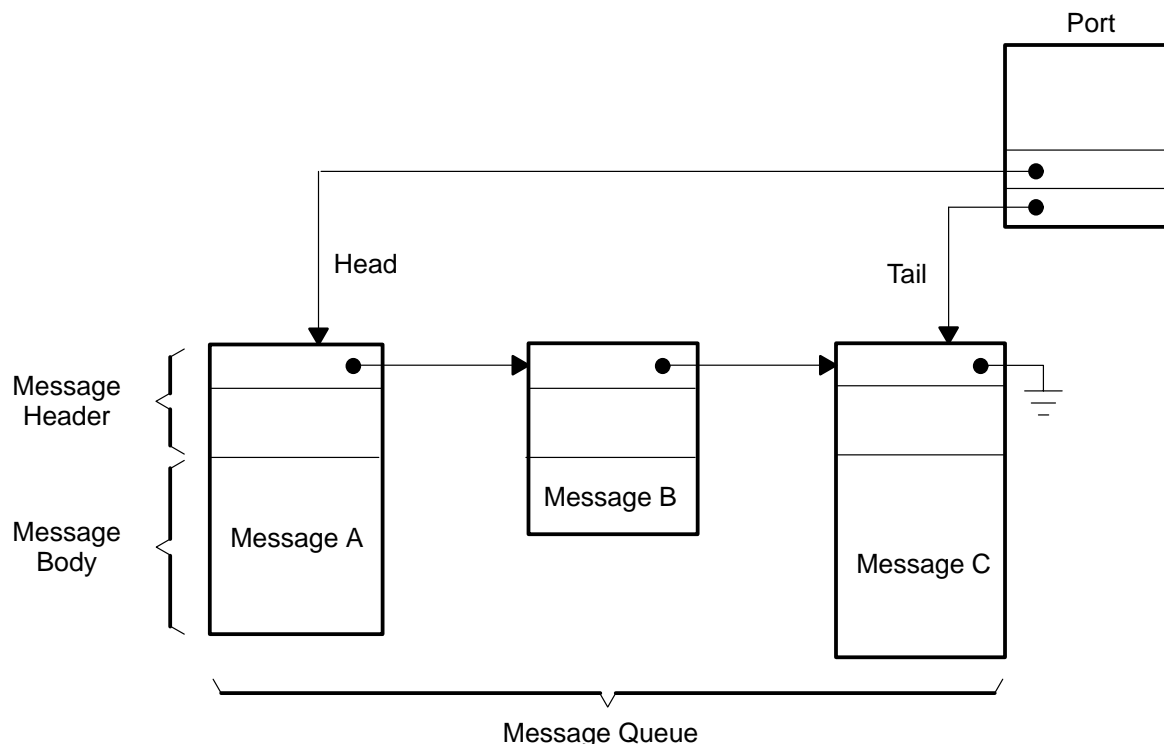 Port
Head
Tail
Message
Header
Message B
Message
Body
Message A
Message C
Message Queue